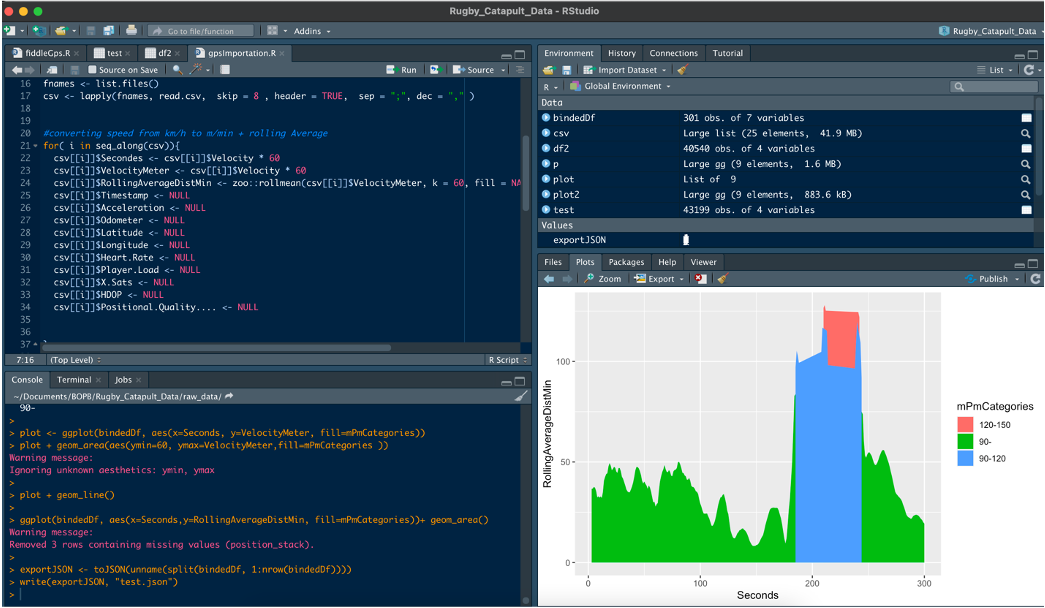 Rugby_Catapult_Data - RStudio
Go to file/function
Addins
Rugby_Catapult_Data
fiddleGps.R
test
df2
gpsImportation.R
Source on Save
Run
Source
16 fnames <- list.files()
17 csv <- lapply(fnames, read.csv, skip = 8 , header = TRUE, sep = ";", dec = "," )
18
19
20 #converting speed from km/h to m/min + rolling Average
21 for( i in seq_along(csv)){
22 csv[[i]]$Secondes <- csv[[i]]$Velocity * 60
23 csv[[i]]$VelocityMeter <- csv[[i]]$Velocity * 60
24 csv[[i]]$RollingAverageDistMin <- zoo::rollmean(csv[[i]]$VelocityMeter, k = 60, fill = NA
25 csv[[i]]$Timestamp <- NULL
26 csv[[i]]$Acceleration <- NULL
27 csv[[i]]$Odometer <- NULL
28 csv[[i]]$Latitude <- NULL
29 csv[[i]]$Longitude <- NULL
30 csv[[i]]$Heart.Rate <- NULL
31 csv[[i]]$Player.Load <- NULL
32 csv[[i]]$X.Sats <- NULL
33 csv[[i]]$HDOP <- NULL
34 csv[[i]]$Positional.Quality.... <- NULL
35
36
37 }
7:16 (Top Level) R Script
Console Terminal Jobs
~/Documents/BOPB/Rugby_Catapult_Data/raw_data/
90-
>
> plot <- ggplot(bindedDf, aes(x=Seconds, y=VelocityMeter, fill=mPmCategories))
> plot + geom_area(aes(ymin=60, ymax=VelocityMeter,fill=mPmCategories ))
Warning message:
Ignoring unknown aesthetics: ymin, ymax
>
> plot + geom_line()
>
> ggplot(bindedDf, aes(x=Seconds,y=RollingAverageDistMin, fill=mPmCategories))+ geom_area()
Warning message:
Removed 3 rows containing missing values (position_stack).
>
> exportJSON <- toJSON(unname(split(bindedDf, 1:nrow(bindedDf))))
> write(exportJSON, "test.json")
>
Environment History Connections Tutorial
Import Dataset
List
R
Global Environment
Data
bindedDf 301 obs. of 7 variables
csv Large list (25 elements, 41.9 MB)
df2 40540 obs. of 4 variables
p Large gg (9 elements, 1.6 MB)
plot List of 9
plot2 Large gg (9 elements, 883.6 kB)
test 43199 obs. of 4 variables
Values
exportJSON
Files Plots Packages Help Viewer
Zoom Export Publish
RollingAverageDistMin
100
50
0
0 100 200 300
Seconds
mPmCategories
120-150
90-
90-120